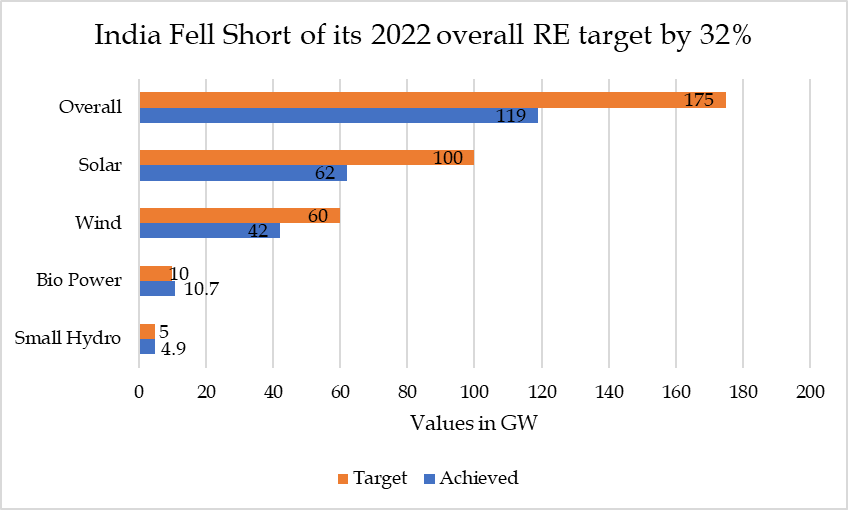 India Fell Short of its 2022 overall RE target by 32%
Overall
175
119
Solar
100
62
Wind
60
42
Bio Power
10
10.7
Small Hydro
5
4.9
0 20 40 60 80 100 120 140 160 180 200
Values in GW
Target Achieved